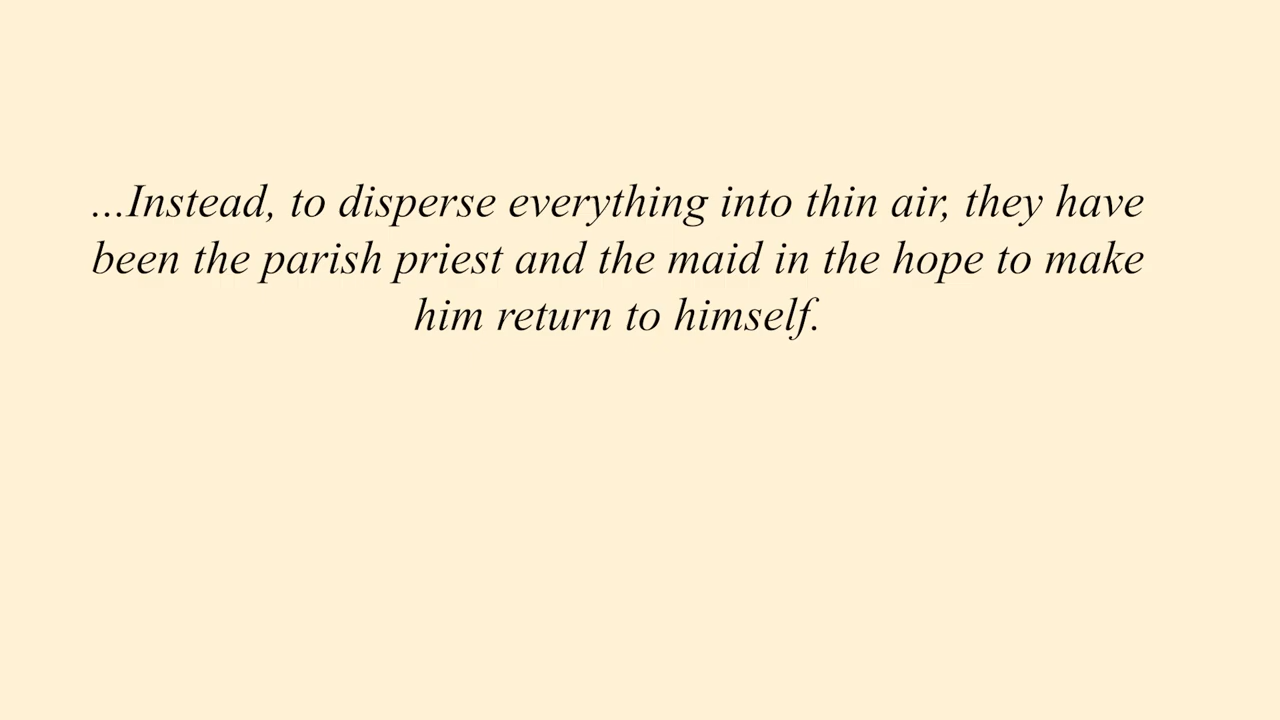 ...Instead, to disperse everything into thin air, they have
been the parish priest and the maid in the hope to make
him return to himself.